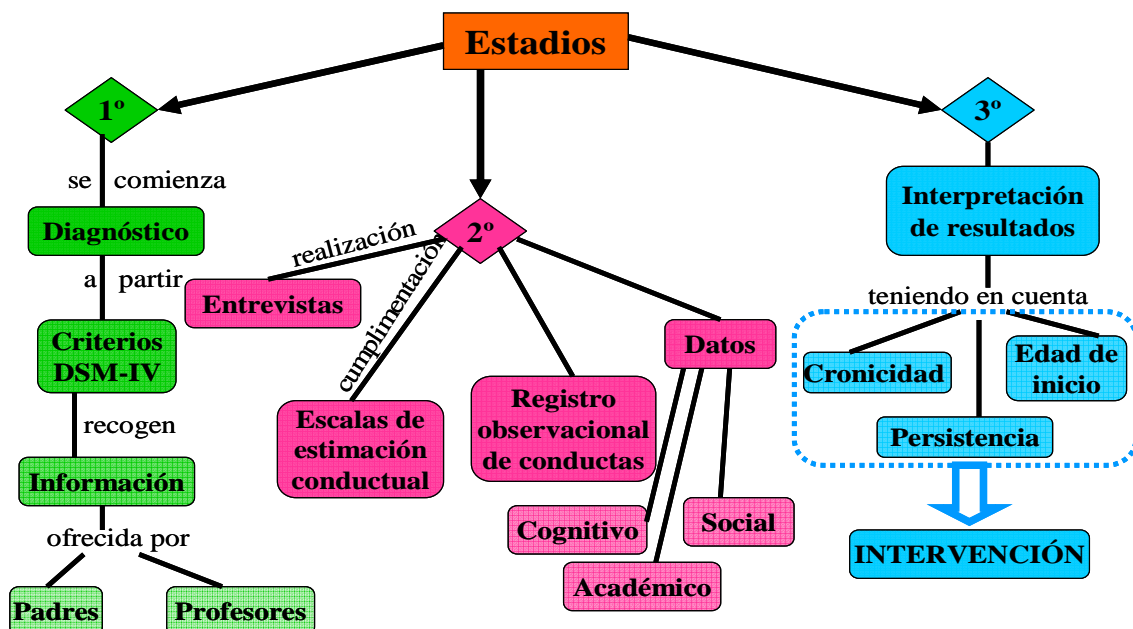 Estadios
1º
se comienza
Diagnóstico
a partir
Criterios
DSM-IV
recogen
Información
ofrecida por
Padres
Profesores
2º
realización
Entrevistas
cumplimentación
Escalas de
estimación
conductual
Registro
observacional
de conductas
Datos
Cognitivo
Académico
Social
3º
Interpretación
de resultados
teniendo en cuenta
Cronicidad
Persistencia
Edad de
inicio
INTERVENCIÓN